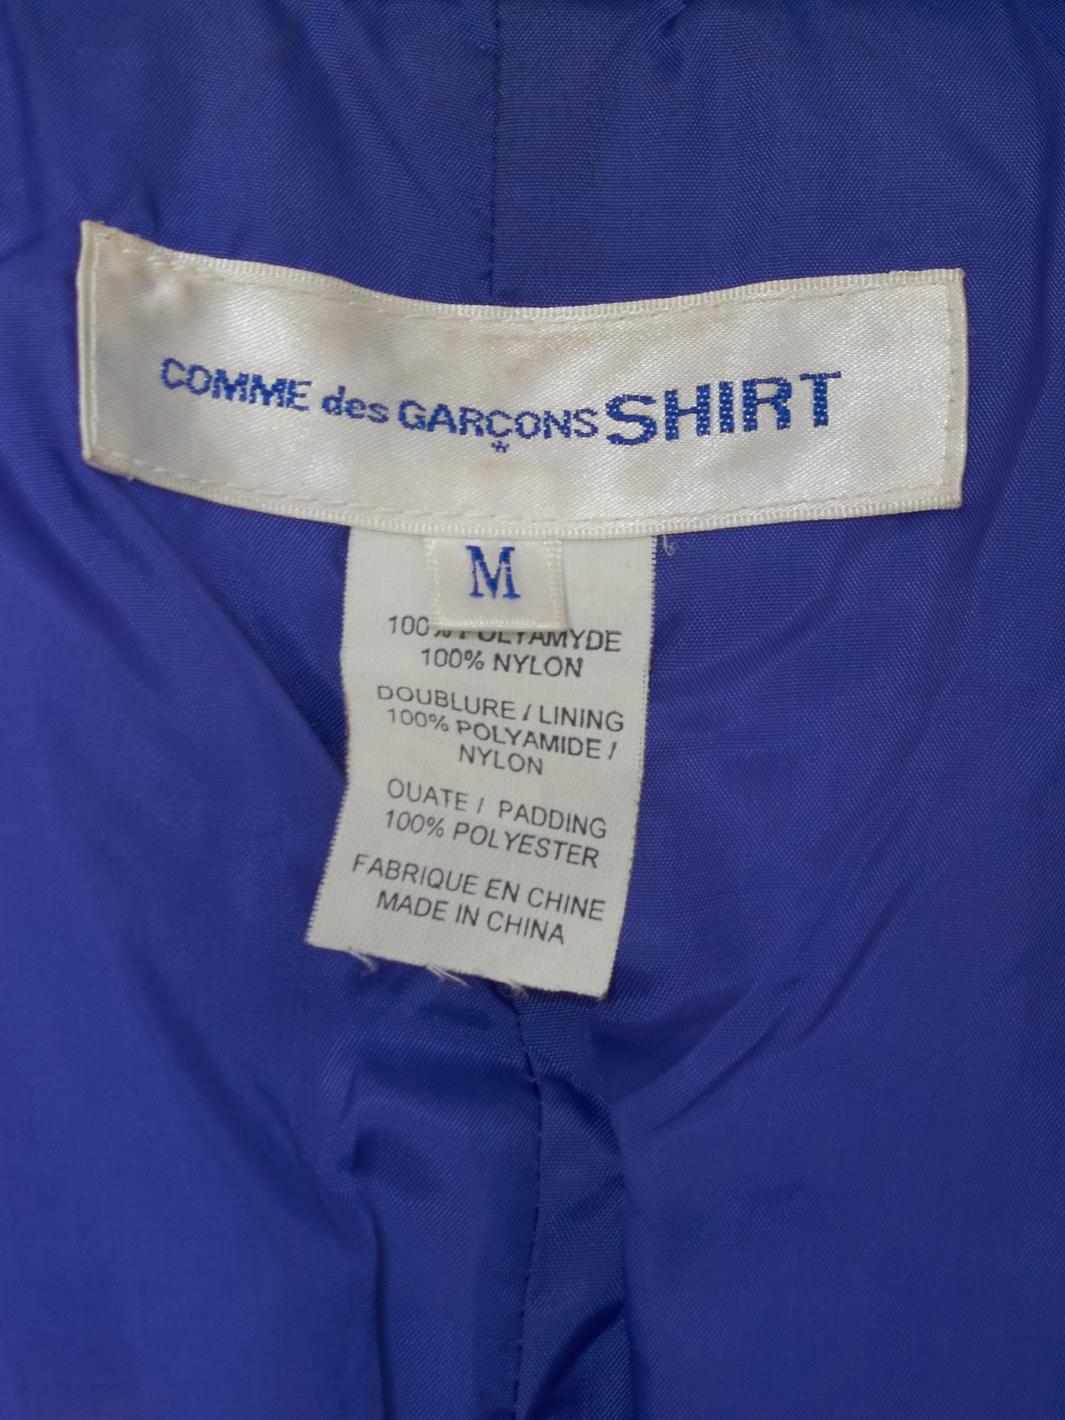 COMME des GARÇONS SHIRT
M
100% POLYAMYDE
100% NYLON
DOUBLURE / LINING
100% POLYAMIDE /
NYLON
OUATE / PADDING
100% POLYESTER
FABRIQUE EN CHINE
MADE IN CHINA